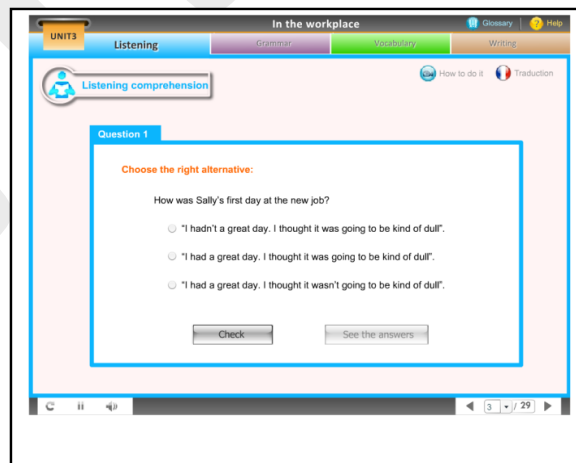 In the workplace
Glossary
Help
UNIT3
Listening
Grammar
Vocabulary
Writing
Listening comprehension
How to do it
Traduction
Question 1
Choose the right alternative:
How was Sally's first day at the new job?
"I hadn't a great day. I thought it was going to be kind of dull".
"I had a great day. I thought it was going to be kind of dull".
"I had a great day. I thought it wasn't going to be kind of dull".
Check
See the answers
3 / 29